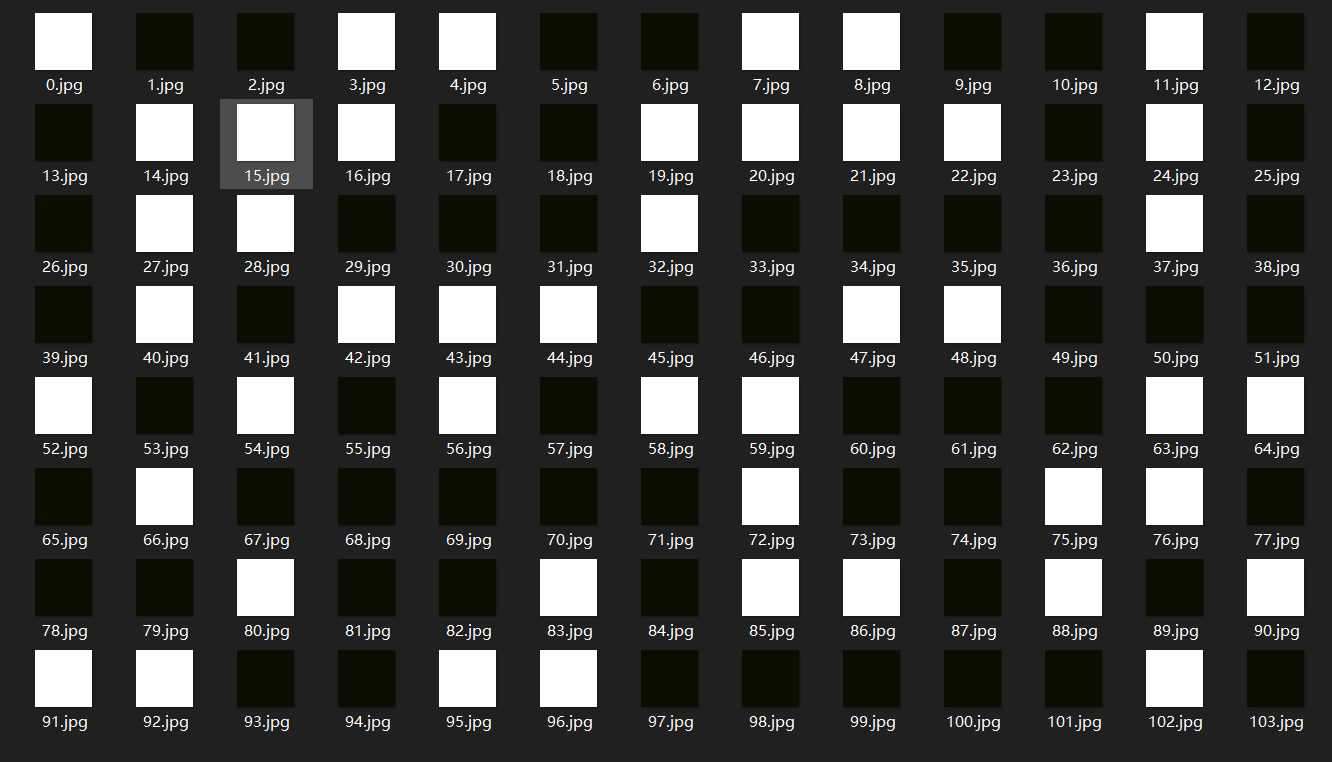 0.jpg 1.jpg 2.jpg 3.jpg 4.jpg 5.jpg 6.jpg 7.jpg 8.jpg 9.jpg 10.jpg 11.jpg 12.jpg
13.jpg 14.jpg 15.jpg 16.jpg 17.jpg 18.jpg 19.jpg 20.jpg 21.jpg 22.jpg 23.jpg 24.jpg 25.jpg
26.jpg 27.jpg 28.jpg 29.jpg 30.jpg 31.jpg 32.jpg 33.jpg 34.jpg 35.jpg 36.jpg 37.jpg 38.jpg
39.jpg 40.jpg 41.jpg 42.jpg 43.jpg 44.jpg 45.jpg 46.jpg 47.jpg 48.jpg 49.jpg 50.jpg 51.jpg
52.jpg 53.jpg 54.jpg 55.jpg 56.jpg 57.jpg 58.jpg 59.jpg 60.jpg 61.jpg 62.jpg 63.jpg 64.jpg
65.jpg 66.jpg 67.jpg 68.jpg 69.jpg 70.jpg 71.jpg 72.jpg 73.jpg 74.jpg 75.jpg 76.jpg 77.jpg
78.jpg 79.jpg 80.jpg 81.jpg 82.jpg 83.jpg 84.jpg 85.jpg 86.jpg 87.jpg 88.jpg 89.jpg 90.jpg
91.jpg 92.jpg 93.jpg 94.jpg 95.jpg 96.jpg 97.jpg 98.jpg 99.jpg 100.jpg 101.jpg 102.jpg 103.jpg